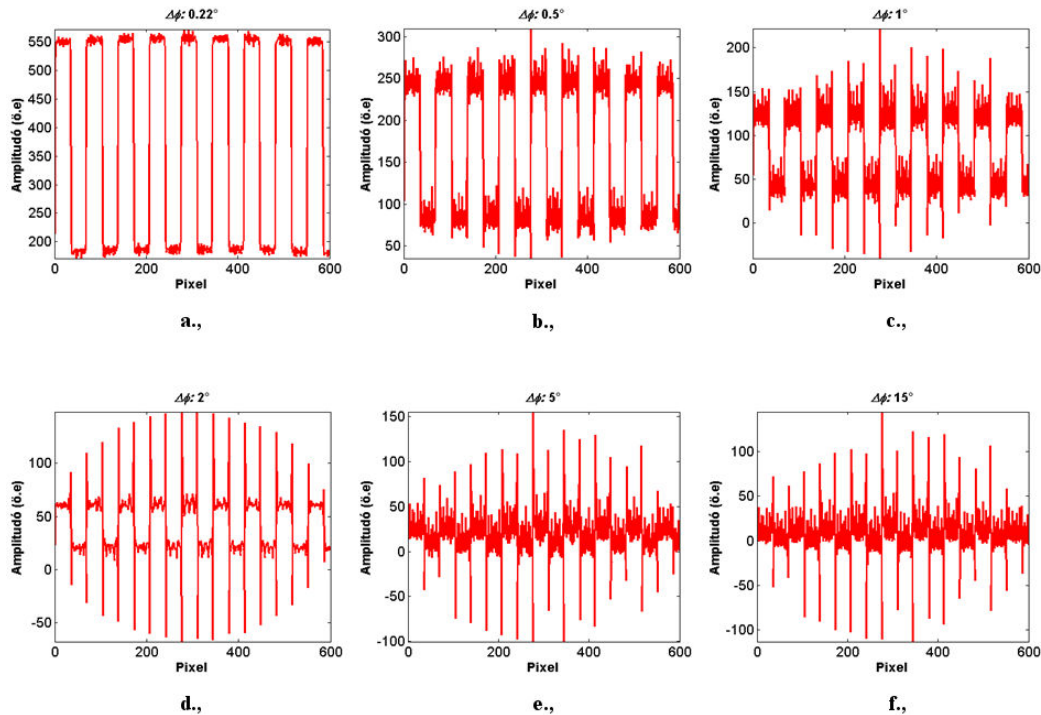 Δϕ: 0.22°
Amplitudó (ö.e)
550
500
450
400
350
300
250
200
0
200
400
600
Pixel
a.,
Δϕ: 0.5°
Amplitudó (ö.e)
300
250
200
150
100
50
0
200
400
600
Pixel
b.,
Δϕ: 1°
Amplitudó (ö.e)
200
150
100
50
0
0
200
400
600
Pixel
c.,
Δϕ: 2°
Amplitudó (ö.e)
100
50
0
-50
0
200
400
600
Pixel
d.,
Δϕ: 5°
Amplitudó (ö.e)
150
100
50
0
-50
-100
0
200
400
600
Pixel
e.,
Δϕ: 15°
Amplitudó (ö.e)
100
50
0
-50
-100
0
200
400
600
Pixel
f.,